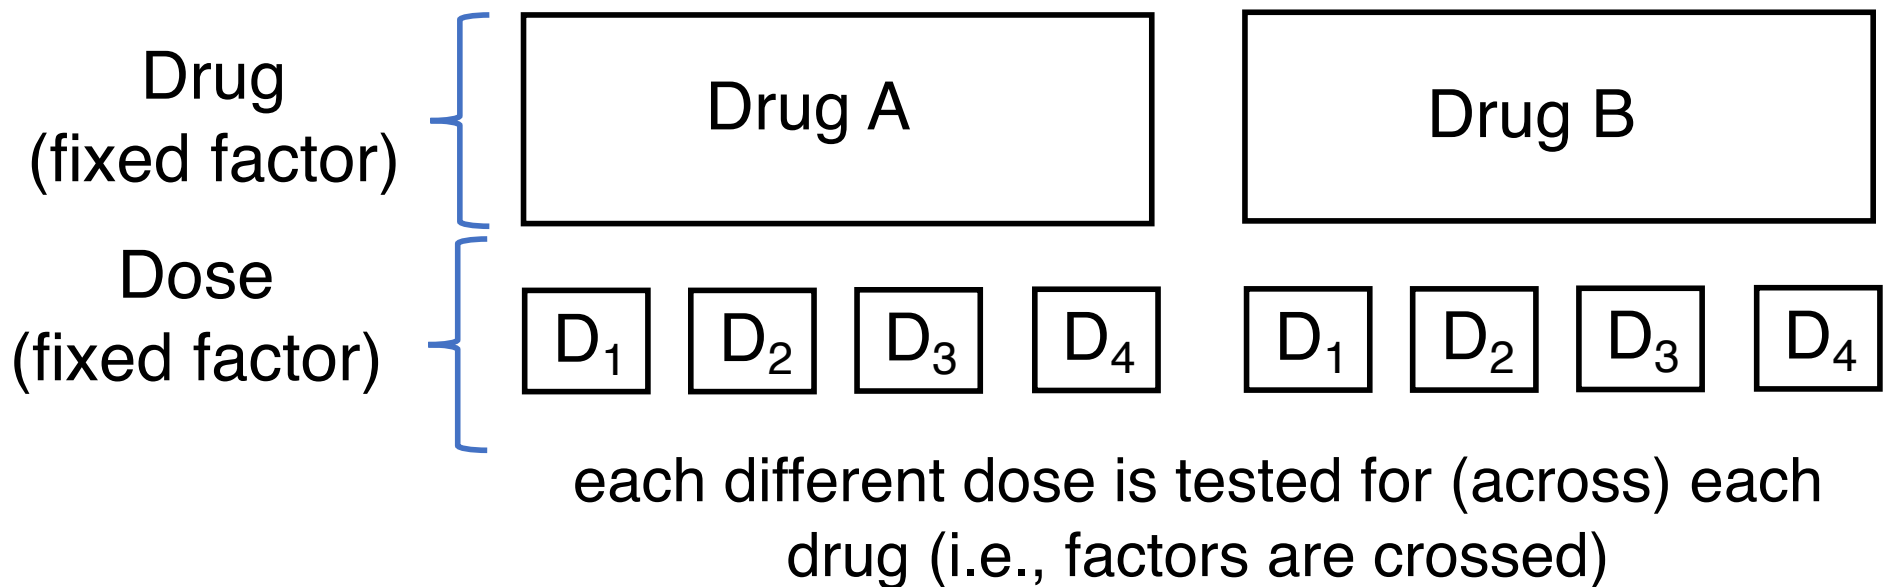 Drug
(fixed factor)
Drug A
Drug B
Dose
(fixed factor)
D₁ D₂ D₃ D₄ D₁ D₂ D₃ D₄
each different dose is tested for (across) each
drug (i.e., factors are crossed)